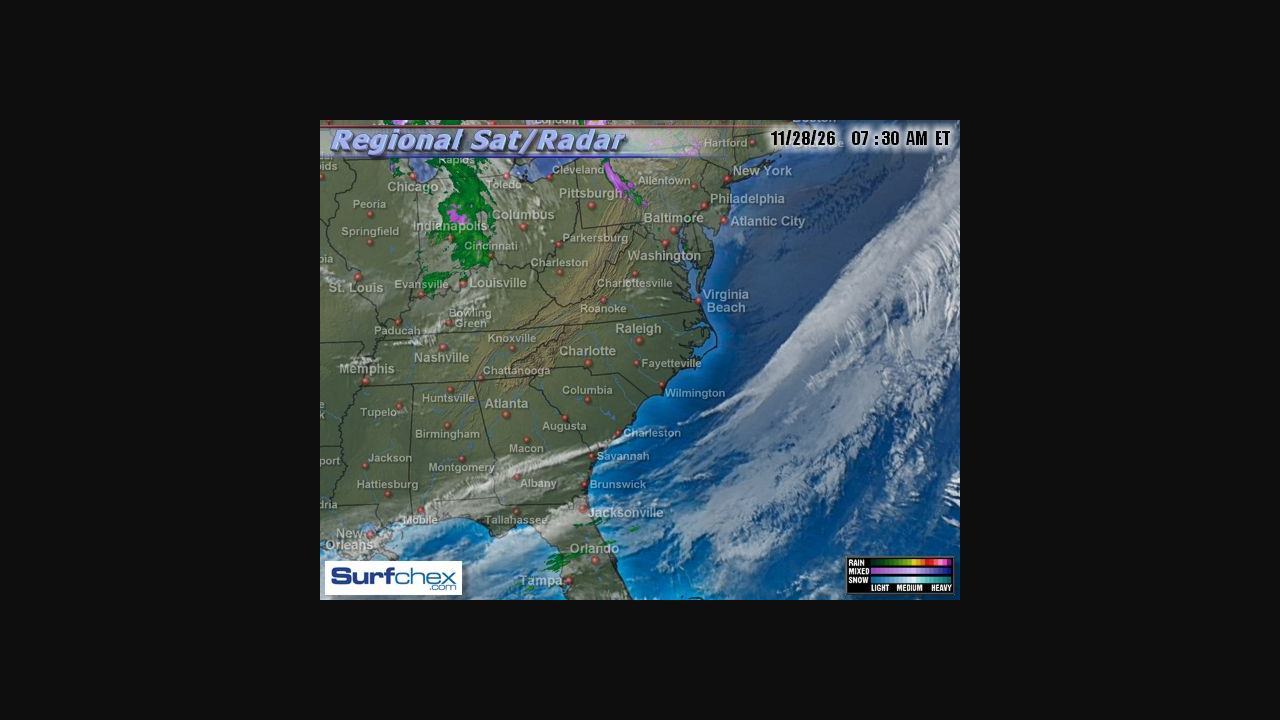 London
Boston
Regional Sat/Radar
11/28/26 07:30 AM ET
Hartford
Rapids
Cleveland
Chicago
Toledo
Allentown
New York
Pittsburgh
Peoria
Philadelphia
Columbus
Baltimore
Atlantic City
Springfield
Indianapolis
Parkersburg
Cincinnati
Washington
Charleston
St. Louis
Evansville
Louisville
Charlottesville
Virginia
Beach
Roanoke
Bowling
Green
Paducah
Raleigh
Knoxville
Nashville
Charlotte
Memphis
Chattanooga
Fayetteville
Huntsville
Columbia
Wilmington
Tupelo
Atlanta
Birmingham
Augusta
Charleston
Macon
Jackson
Montgomery
Savannah
Hattiesburg
Albany
Brunswick
Mobile
Tallahassee
Jacksonville
New
Orleans
Orlando
Tampa
Surfchex
.com
RAIN
MIXED
SNOW
LIGHT MEDIUM HEAVY